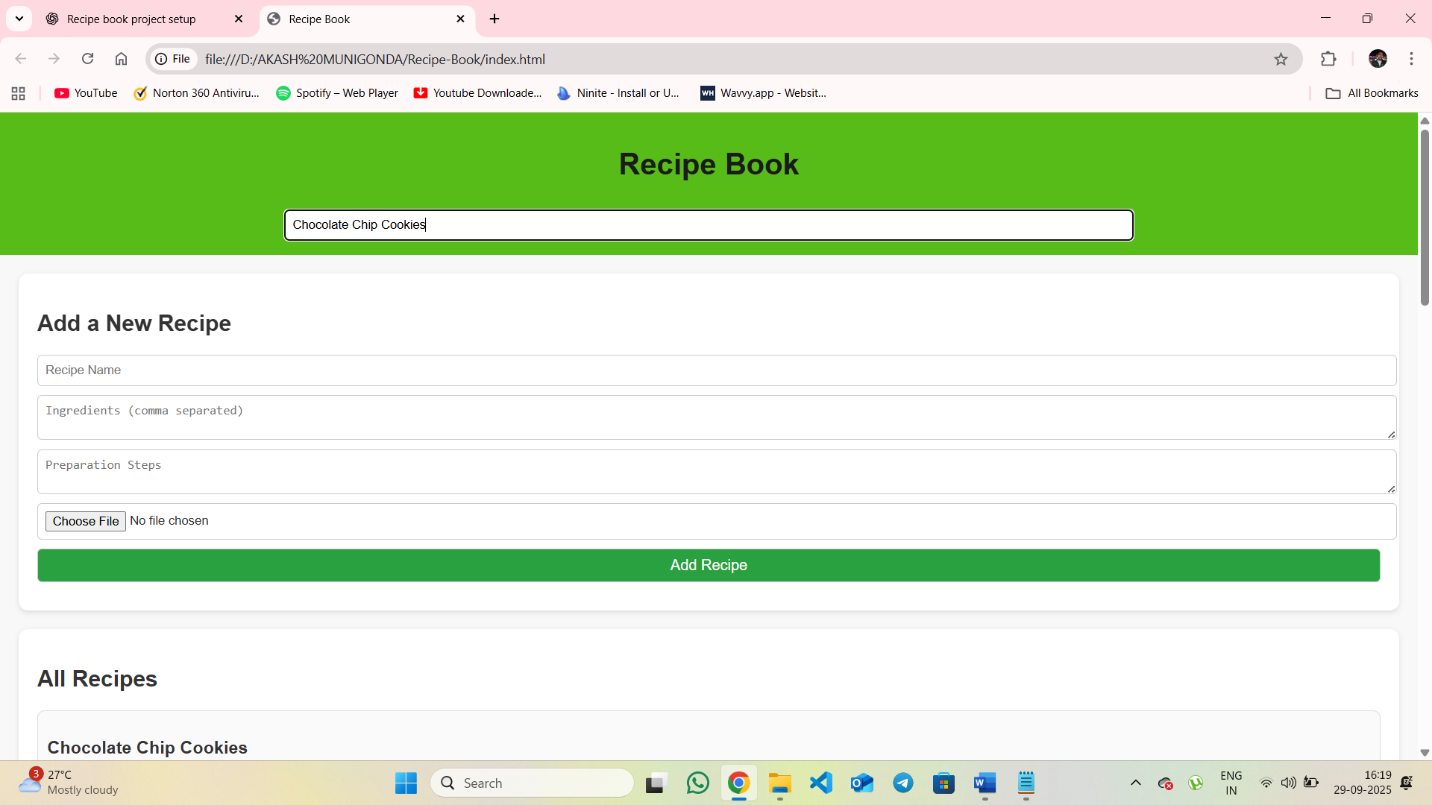 Recipe book project setup
Recipe Book
File
file:///D:/AKASH%20MUNIGONDA/Recipe-Book/index.html
YouTube
Norton 360 Antiviru...
Spotify – Web Player
Youtube Downloade...
Ninite - Install or U...
WH
Wavvy.app - Websit...
All Bookmarks
Recipe Book
Chocolate Chip Cookies
Add a New Recipe
Recipe Name
Ingredients (comma separated)
Preparation Steps
Choose File No file chosen
Add Recipe
All Recipes
Chocolate Chip Cookies
3
27°C
Mostly cloudy
Search
ENG
IN
16:19
29-09-2025